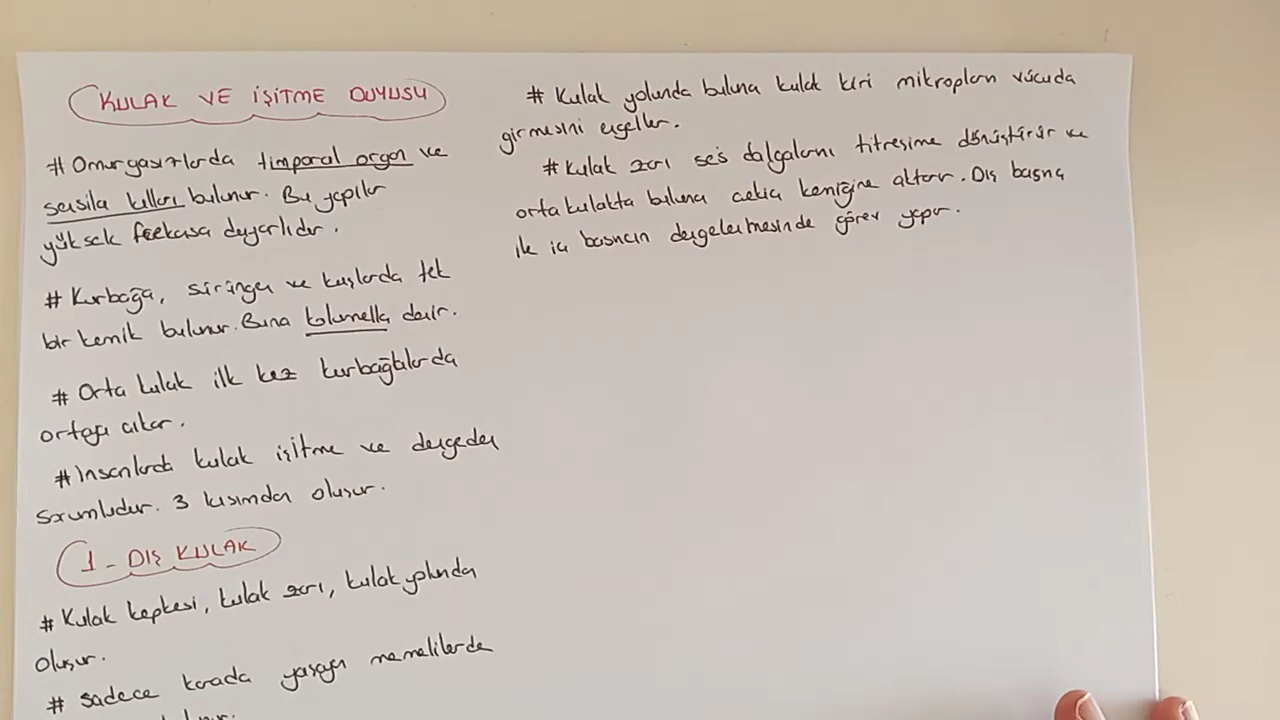 KULAK VE İŞİTME DUYUSU
# Omurgasızlarda timpanal organ ve
sensila kılları bulunur. Bu yapılar
yüksek frekansa duyarlıdır.
# Kurbağa, sürüngen ve kuşlarda tek
bir kemik bulunur. Buna kolumella denir.
# Orta kulak ilk kez kurbağalarda
ortaya çıkar.
# İnsanlarda kulak işitme ve dengeden
sorumludur. 3 kısımdan oluşur.
1- DIŞ KULAK
# Kulak kepçesi, kulak zarı, kulak yolundan
oluşur.
# Sadece karada yaşayan memelilerde
# Kulak yolunda bulunan kulak kiri mikropların vücuda
girmesini engeller.
# Kulak zarı ses dalgalarını titreşime dönüştürür ve
orta kulakta bulunan çekiç kemiğine aktarır. Dış basınç
ile iç basıncın dengelenmesinde görev yapar.